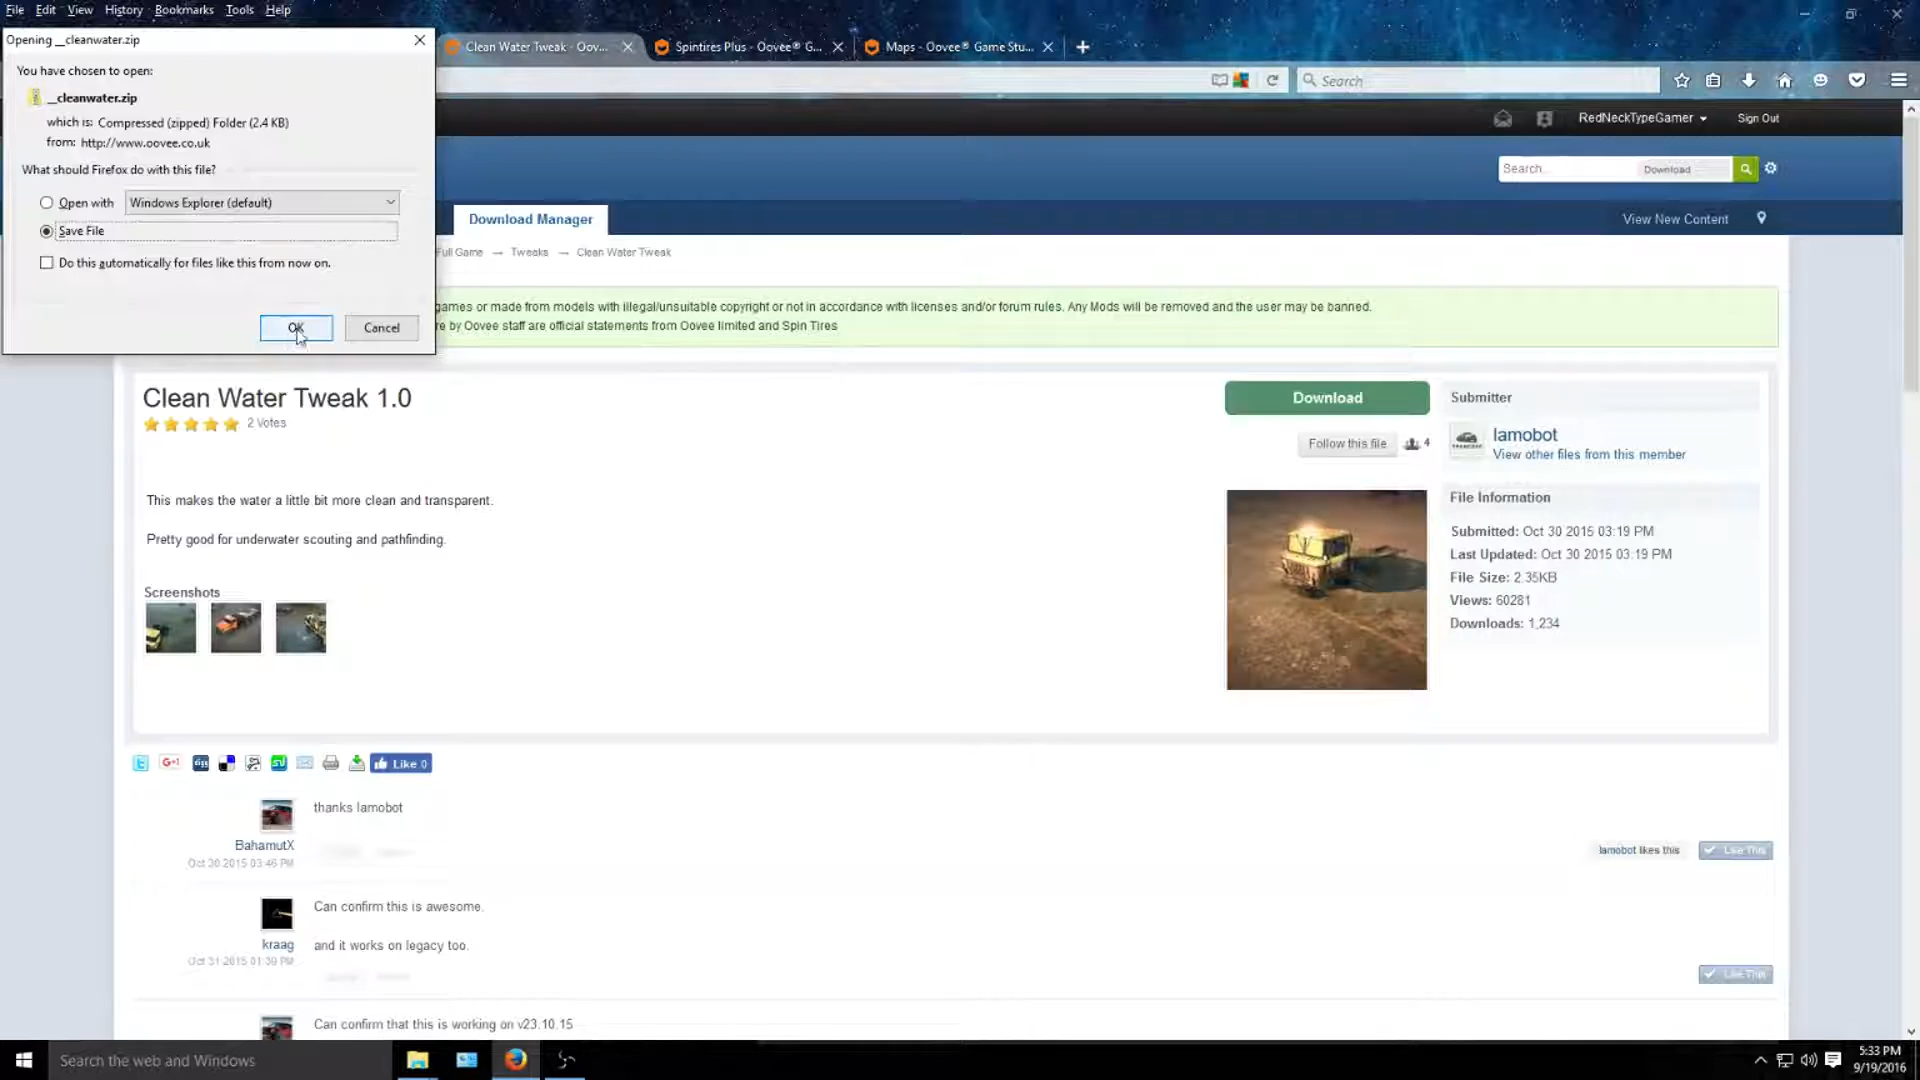 File Edit View History Bookmarks Tools Help
Opening __cleanwater.zip
You have chosen to open:
__cleanwater.zip
which is: Compressed (zipped) Folder (2.4 KB)
from: http://www.oovee.co.uk
What should Firefox do with this file?
Open with Windows Explorer (default)
Save File
Do this automatically for files like this from now on.
OK Cancel
Clean Water Tweak - Oov... Spintires Plus - Oovee® G... Maps - Oovee® Game Stu...
Search
RedNeckTypeGamer Sign Out
Search... Download
Download Manager
View New Content
Full Game → Tweaks → Clean Water Tweak
games or made from models with illegal/unsuitable copyright or not in accordance with licenses and/or forum rules. Any Mods will be removed and the user may be banned.
re by Oovee staff are official statements from Oovee limited and Spin Tires
Clean Water Tweak 1.0
2 Votes
Download
Follow this file 4
This makes the water a little bit more clean and transparent.
Pretty good for underwater scouting and pathfinding.
Screenshots
Submitter
lamobot
View other files from this member
File Information
Submitted: Oct 30 2015 03:19 PM
Last Updated: Oct 30 2015 03:19 PM
File Size: 2.35KB
Views: 60281
Downloads: 1,234
Like 0
thanks lamobot
BahamutX
Oct 30 2015 03:46 PM
lamobot likes this Like This
Can confirm this is awesome.
kraag
and it works on legacy too.
Oct 31 2015 01:39 PM
Like This
Can confirm that this is working on v23.10.15
Search the web and Windows
5:33 PM
9/19/2016